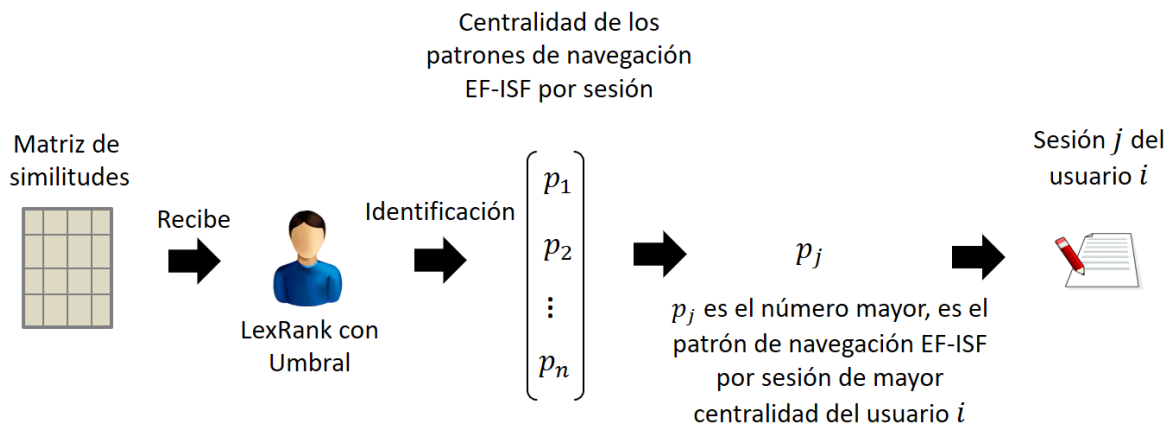 Centralidad de los
patrones de navegación
EF-ISF por sesión
Matriz de
similitudes
Recibe
LexRank con
Umbral
Identificación
p₁
p₂
⋮
pₙ
pⱼ
pⱼ es el número mayor, es el
patrón de navegación EF-ISF
por sesión de mayor
centralidad del usuario i
Sesión j del
usuario i